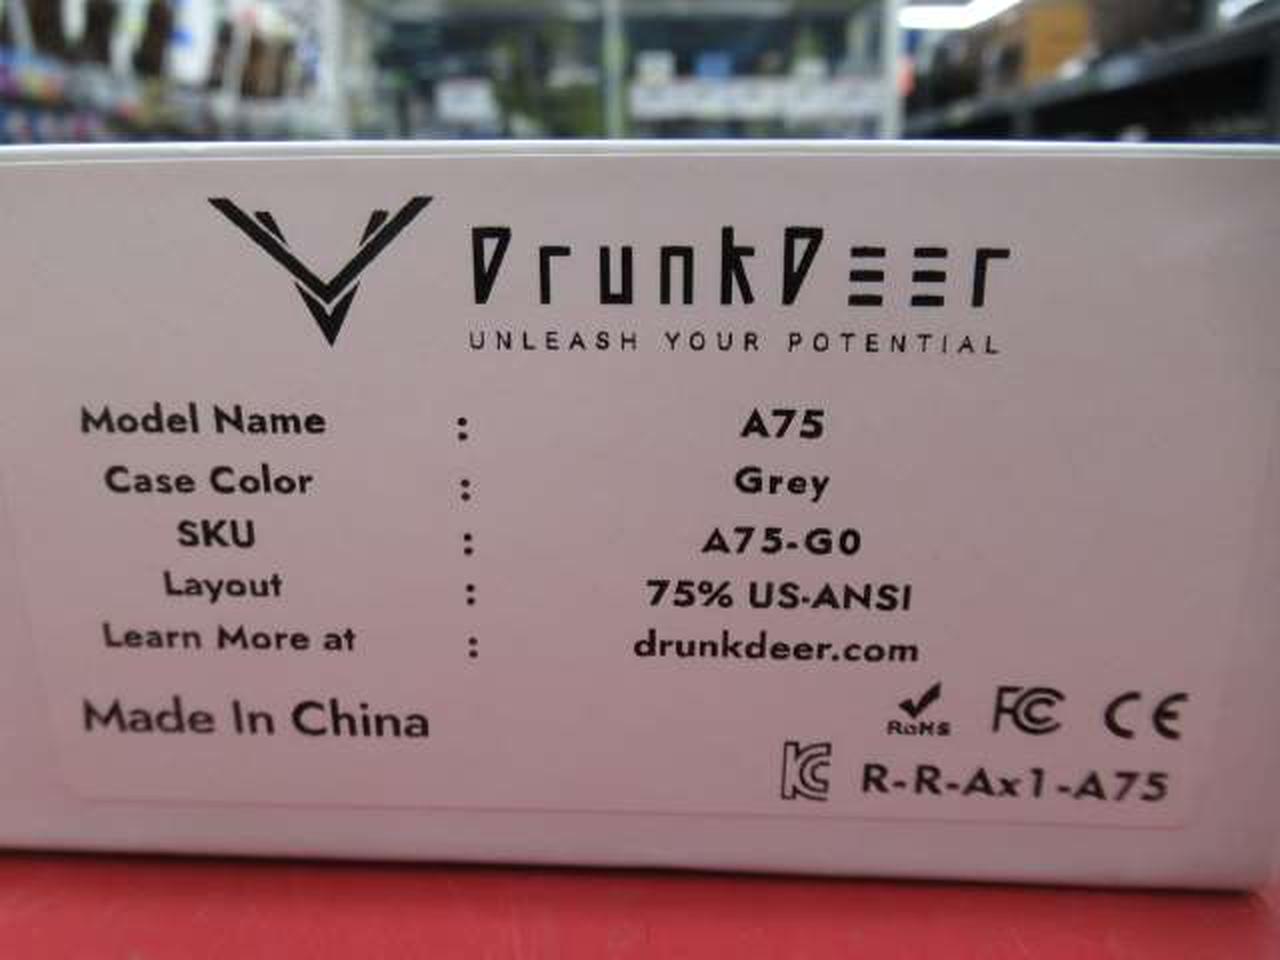 DrunkDeer
UNLEASH YOUR POTENTIAL
Model Name : A75
Case Color : Grey
SKU : A75-G0
Layout : 75% US-ANSI
Learn More at : drunkdeer.com
Made In China
RoHS FC CE
KC R-R-Ax1-A75